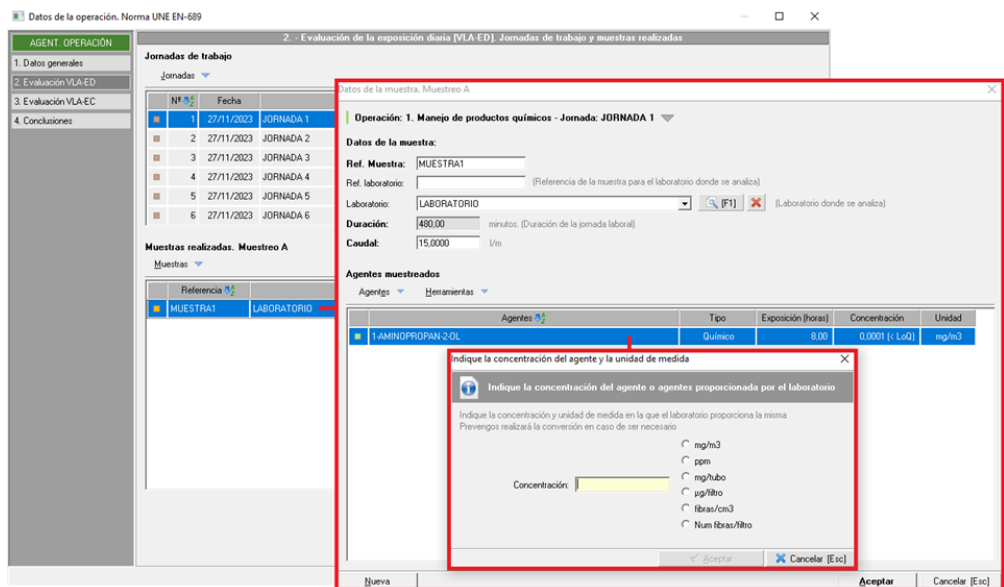 Datos de la operación. Norma UNE EN-689
AGENT. OPERACIÓN
1. Datos generales
2. Evaluación VLA-ED
3. Evaluación VLA-EC
4. Conclusiones
2. - Evaluación de la exposición diaria [VLA-ED]. Jornadas de trabajo y muestras realizadas
Jornadas de trabajo
Jornadas
Nº Fecha
1 27/11/2023 JORNADA 1
2 27/11/2023 JORNADA 2
3 27/11/2023 JORNADA 3
4 27/11/2023 JORNADA 4
5 27/11/2023 JORNADA 5
6 27/11/2023 JORNADA 6
Muestras realizadas. Muestreo A
Muestras
Referencia
MUESTRA1 LABORATORIO
Datos de la muestra. Muestreo A
Operación: 1. Manejo de productos químicos - Jornada: JORNADA 1
Datos de la muestra:
Ref. Muestra: MUESTRA1
Ref. laboratorio: (Referencia de la muestra para el laboratorio donde se analiza)
Laboratorio: LABORATORIO [F1] (Laboratorio donde se analiza)
Duración: 480,00 minutos. (Duración de la jornada laboral)
Caudal: 15,0000 l/m
Agentes muestreados
Agentes Herramientas
Agentes Tipo Exposición (horas) Concentración Unidad
1-AMINOPROPAN-2-OL Químico 8,00 0,0001 (< LoQ) mg/m3
Indique la concentración del agente y la unidad de medida
Indique la concentración del agente o agentes proporcionada por el laboratorio
Indique la concentración y unidad de medida en la que el laboratorio proporciona la misma
Prevengos realizará la conversión en caso de ser necesario
Concentración:
mg/m3
ppm
mg/tubo
µg/filtro
fibras/cm3
Num fibras/filtro
Aceptar Cancelar [Esc]
Nueva Aceptar Cancelar [Esc]